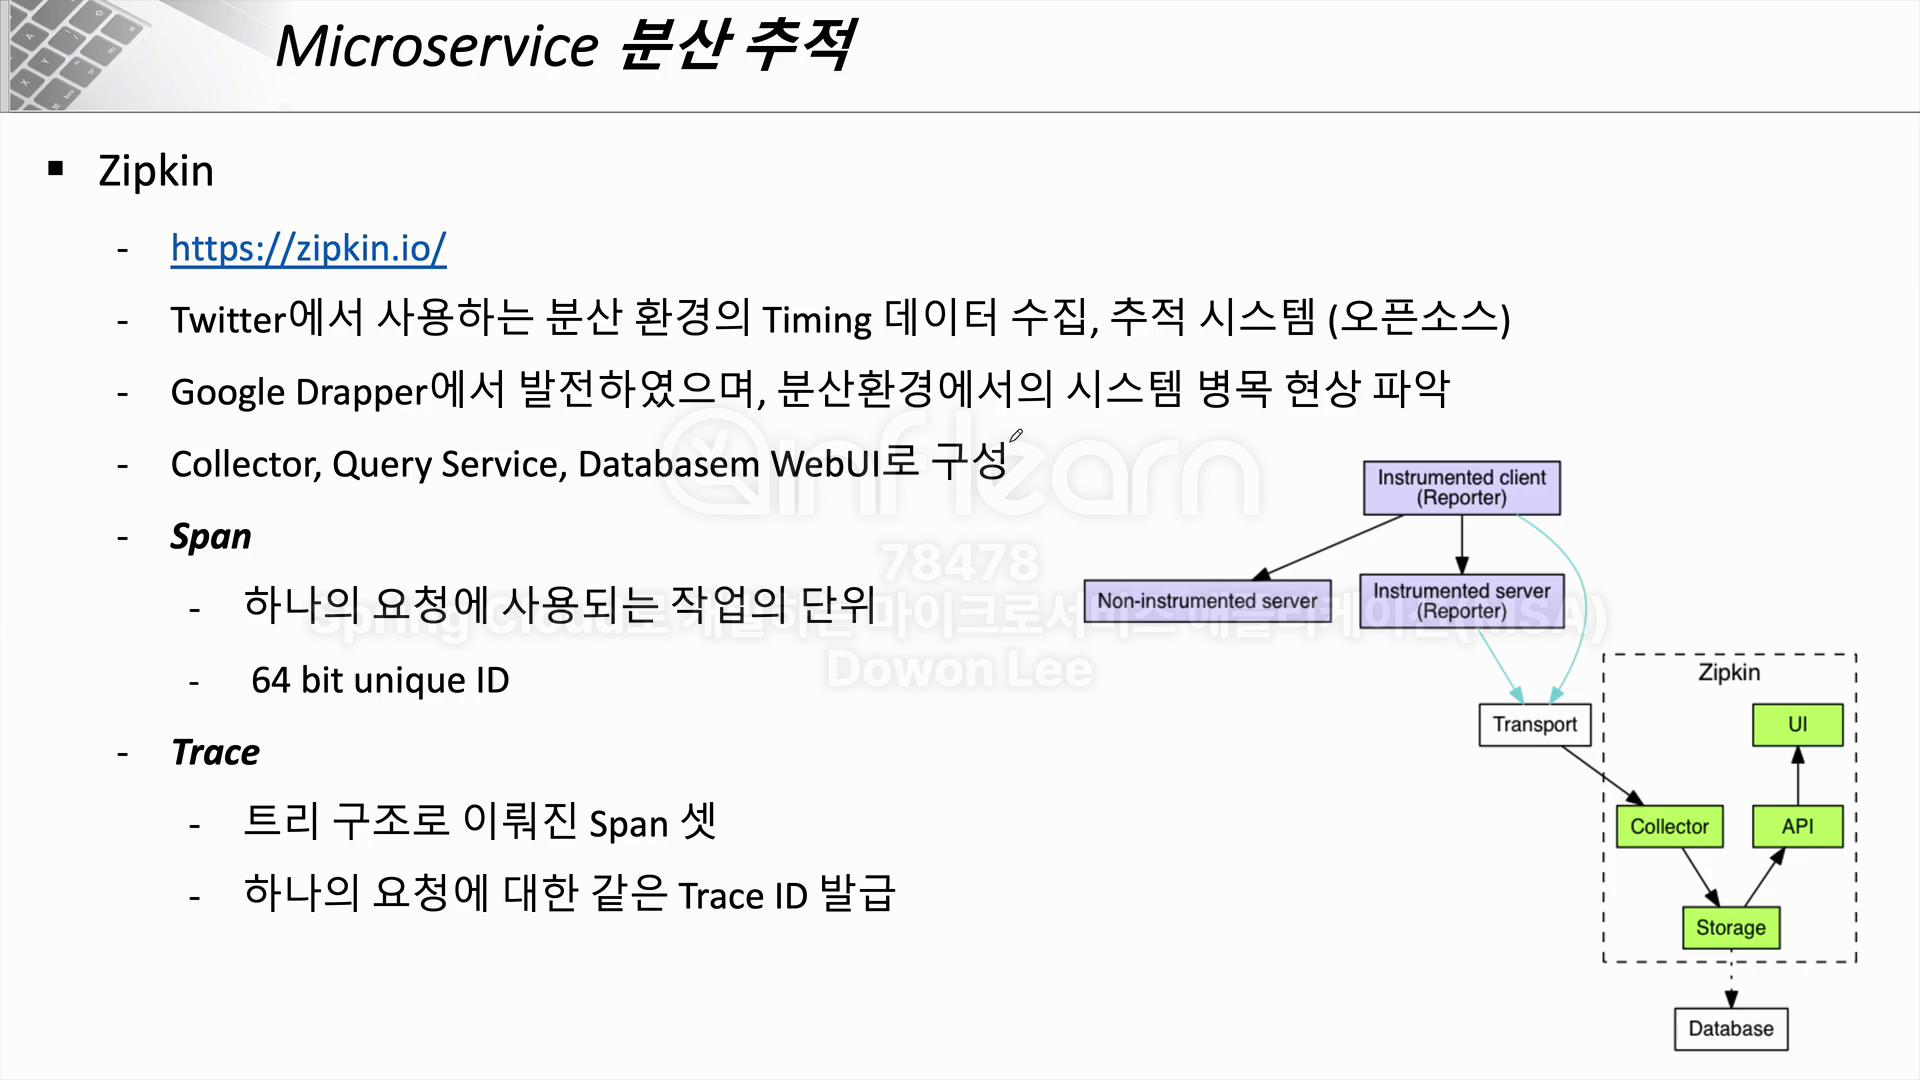 Microservice 분산 추적
Zipkin
- https://zipkin.io/
- Twitter에서 사용하는 분산 환경의 Timing 데이터 수집, 추적 시스템 (오픈소스)
- Google Drapper에서 발전하였으며, 분산환경에서의 시스템 병목 현상 파악
- Collector, Query Service, Databasem WebUI로 구성
- Span
- 하나의 요청에 사용되는 작업의 단위
- 64 bit unique ID
- Trace
- 트리 구조로 이뤄진 Span 셋
- 하나의 요청에 대한 같은 Trace ID 발급
Instrumented client
(Reporter)
Non-instrumented server
Instrumented server
(Reporter)
Transport
Zipkin
UI
Collector
API
Storage
Database
inflearn
78478
Spring Cloud로 개발하는 마이크로서비스 애플리케이션(MSA)
Dowon Lee